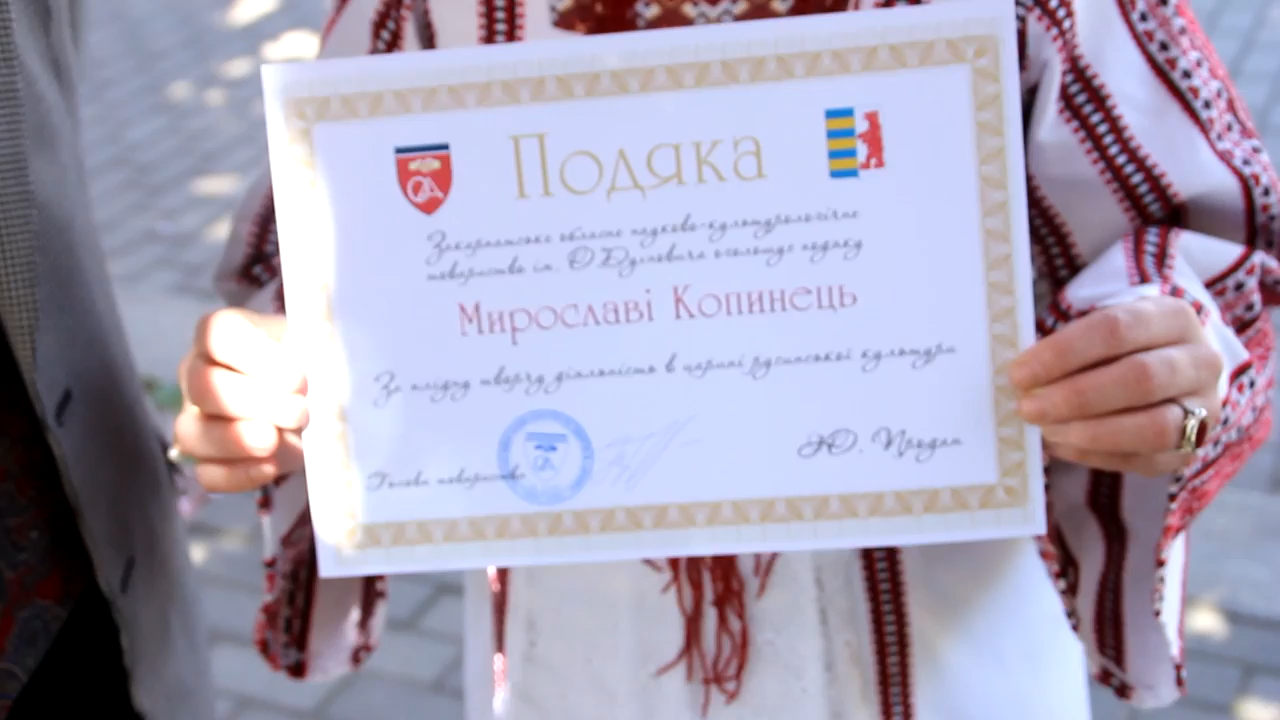 Подяка
Закарпатське обласне науково-культурологічне
товариство ім. О Духновича оголошує подяку
Мирославі Копинець
За плідну творчу діяльність в царині русинської культури
Голова товариства
Ю. Продан